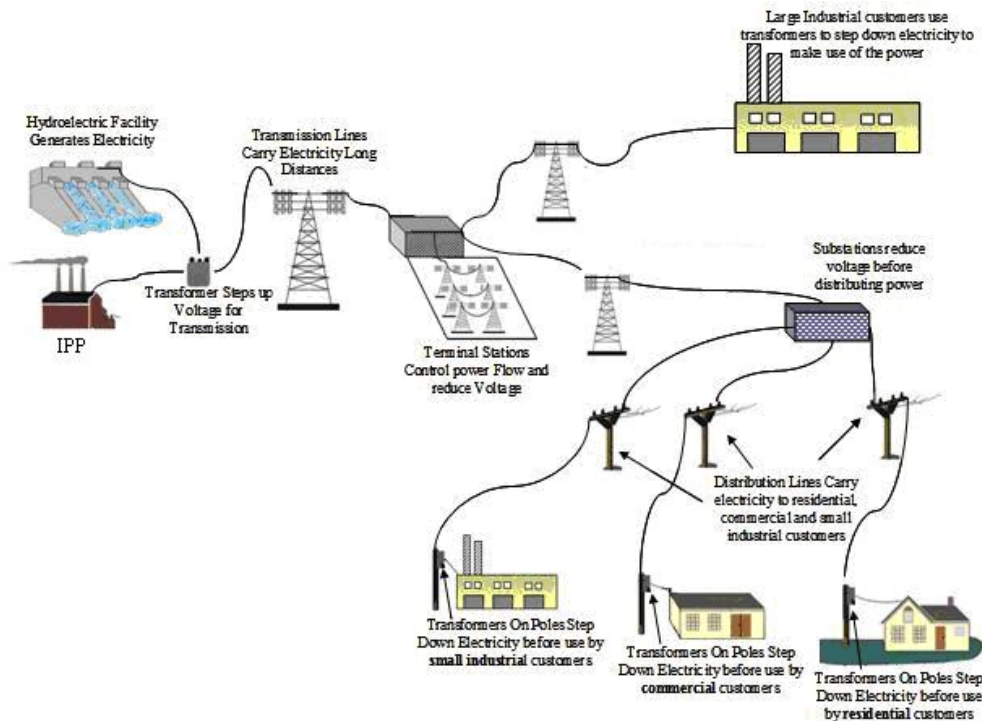 Large Industrial customers use
transformers to step down electricity to
make use of the power
Hydroelectric Facility
Generates Electricity
Transmission Lines
Carry Electricity Long
Distances
Transformer Steps up
Voltage for
Transmission
IPP
Terminal Stations
Control power Flow and
reduce Voltage
Substations reduce
voltage before
distributing power
Distribution Lines Carry
electricity to residential,
commercial and small
industrial customers
Transformers On Poles Step
Down Electricity before use by
small industrial customers
Transformers On Poles Step
Down Electricity before use by
commercial customers
Transformers On Poles Step
Down Electricity before use
by residential customers